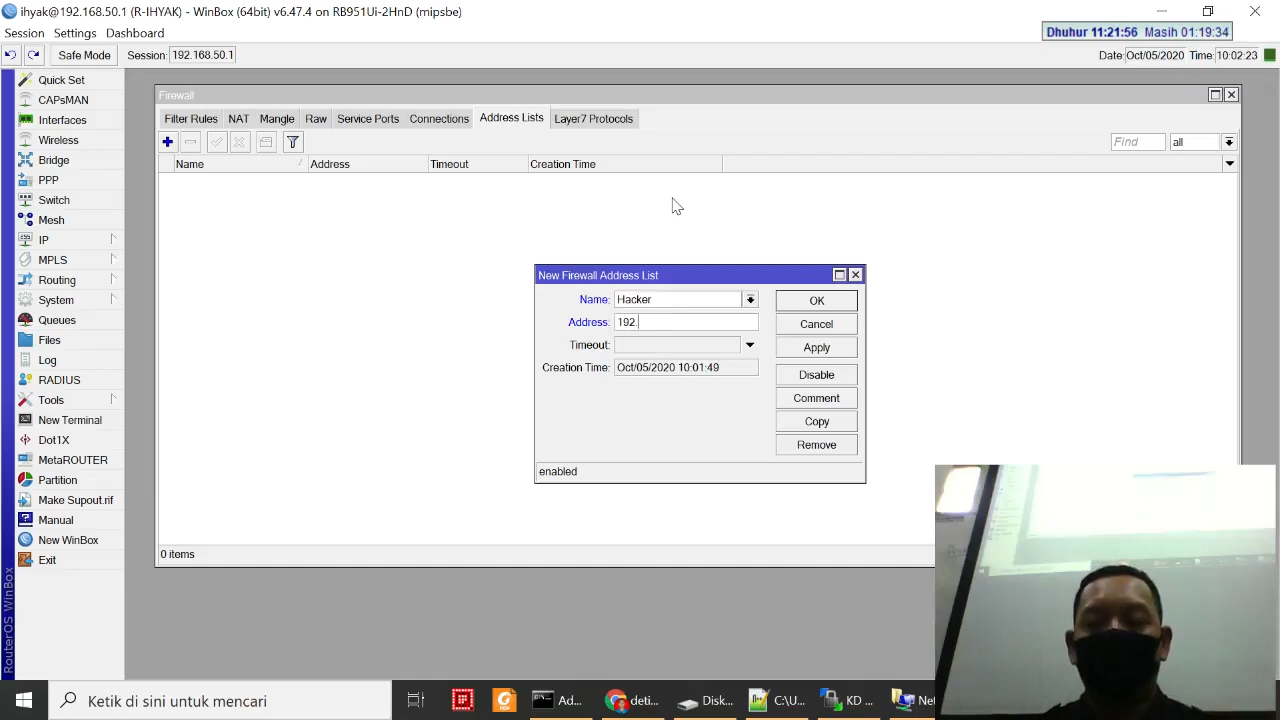 ihyak@192.168.50.1 (R-IHYAK) - WinBox (64bit) v6.47.4 on RB951Ui-2HnD (mipsbe)
Session Settings Dashboard
Dhuhur 11:21:56 Masih 01:19:34
Safe Mode Session: 192.168.50.1 Date: Oct/05/2020 Time: 10:02:23
Quick Set
CAPsMAN
Interfaces
Wireless
Bridge
PPP
Switch
Mesh
IP
MPLS
Routing
System
Queues
Files
Log
RADIUS
Tools
New Terminal
Dot1X
MetaROUTER
Partition
Make Supout.rif
Manual
New WinBox
Exit
RouterOS WinBox
Firewall
Filter Rules NAT Mangle Raw Service Ports Connections Address Lists Layer7 Protocols
Find all
Name Address Timeout Creation Time
New Firewall Address List
Name: Hacker OK
Address: 192. Cancel
Timeout: Apply
Creation Time: Oct/05/2020 10:01:49
Disable
Comment
Copy
Remove
enabled
0 items
Ketik di sini untuk mencari Ad... deti... Disk... C:\U... KD ... Net